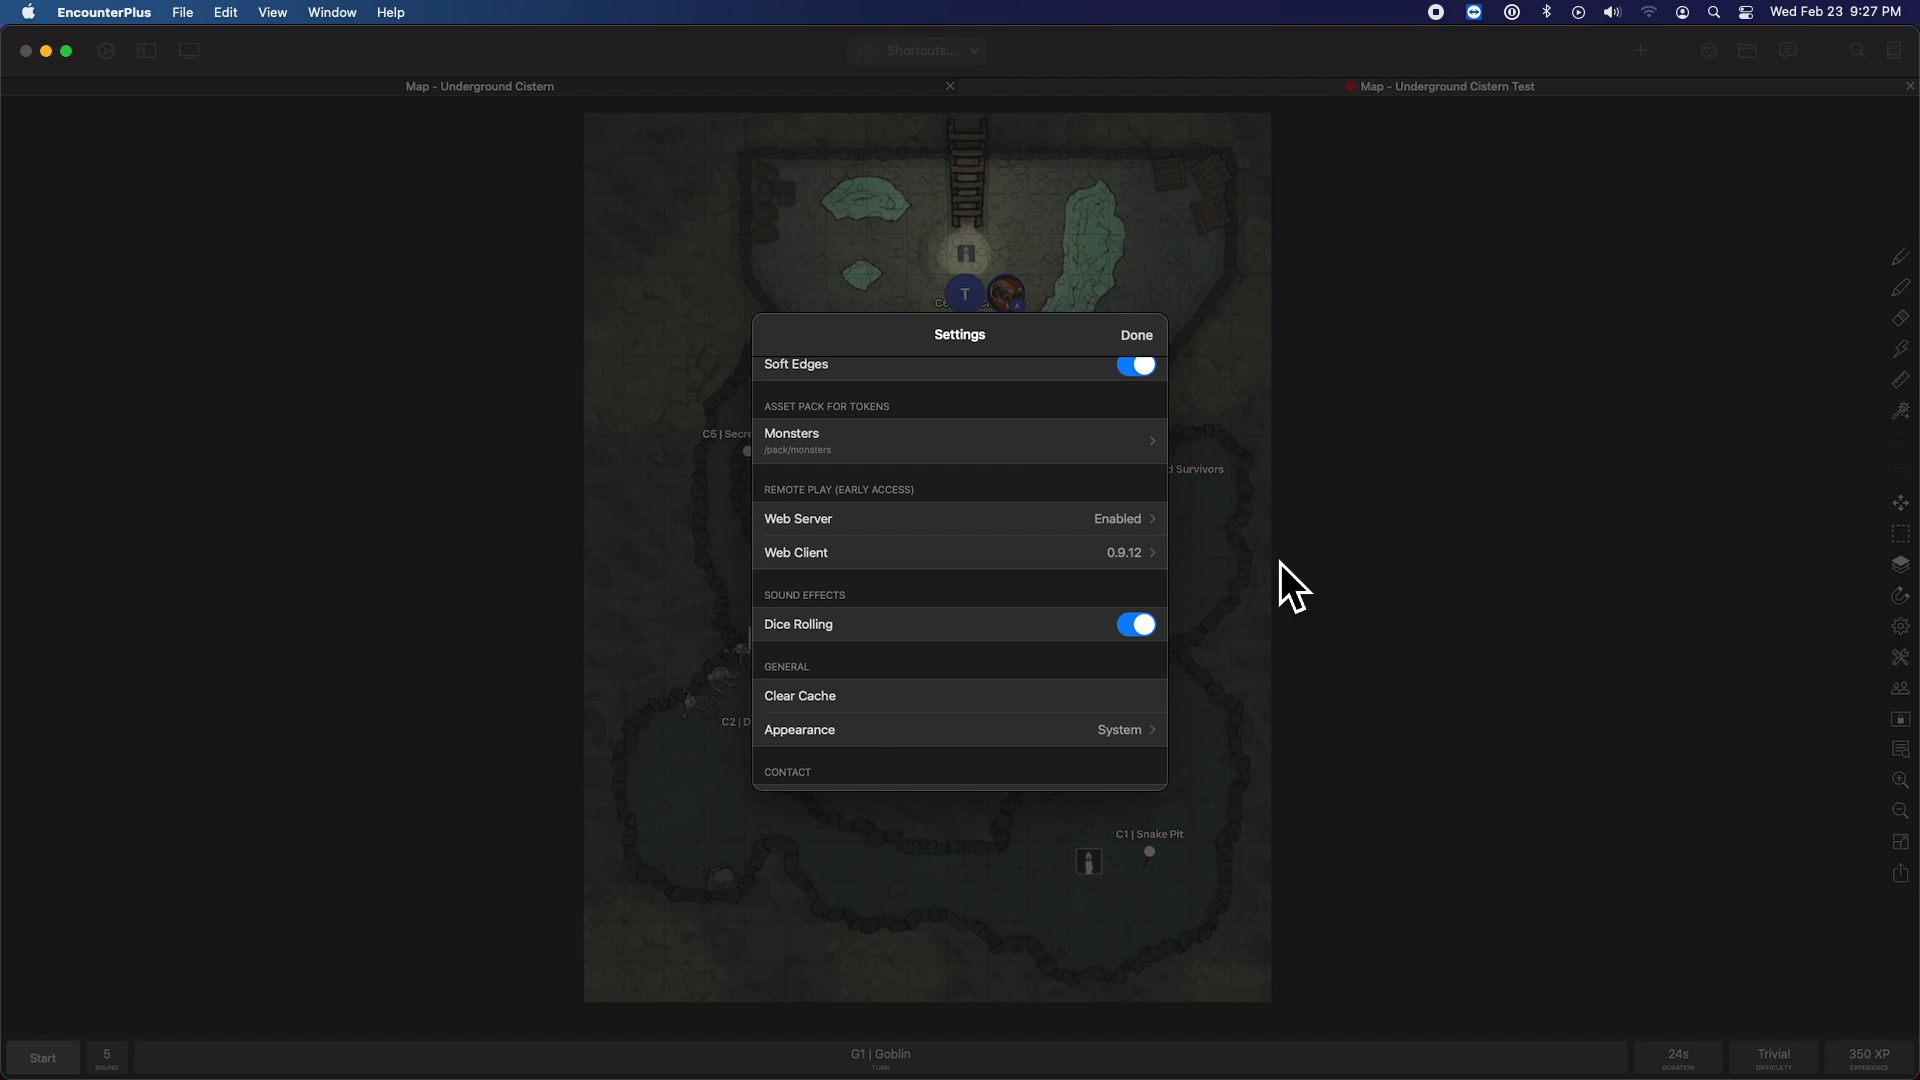 EncounterPlus File Edit View Window Help Wed Feb 23 9:27 PM
Shortcuts...
Map - Underground Cistern
Map - Underground Cistern Test
T
A
Settings
Done
Soft Edges
ASSET PACK FOR TOKENS
Monsters
/pack/monsters
C5 | Secre
d Survivors
REMOTE PLAY (EARLY ACCESS)
Web Server Enabled
Web Client 0.9.12
SOUND EFFECTS
Dice Rolling
GENERAL
Clear Cache
C2 | D
Appearance System
CONTACT
C1 | Snake Pit
Start
5
ROUND
G1 | Goblin
TURN
24s
DURATION
Trivial
DIFFICULTY
350 XP
EXPERIENCE